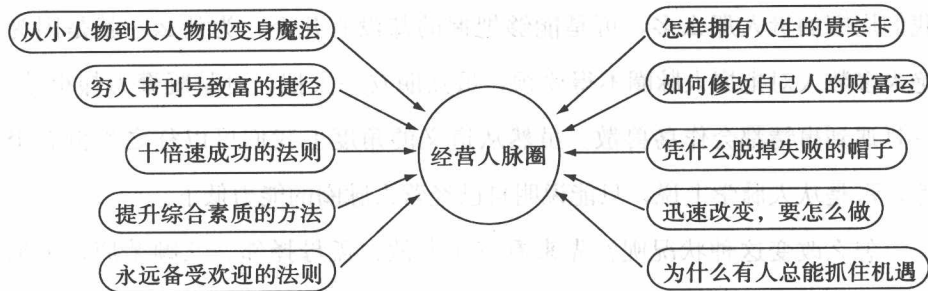 从小人物到大人物的变身魔法
穷人书刊号致富的捷径
十倍速成功的法则
提升综合素质的方法
永远备受欢迎的法则
经营人脉圈
怎样拥有人生的贵宾卡
如何修改自己人的财富运
凭什么脱掉失败的帽子
迅速改变，要怎么做
为什么有人总能抓住机遇